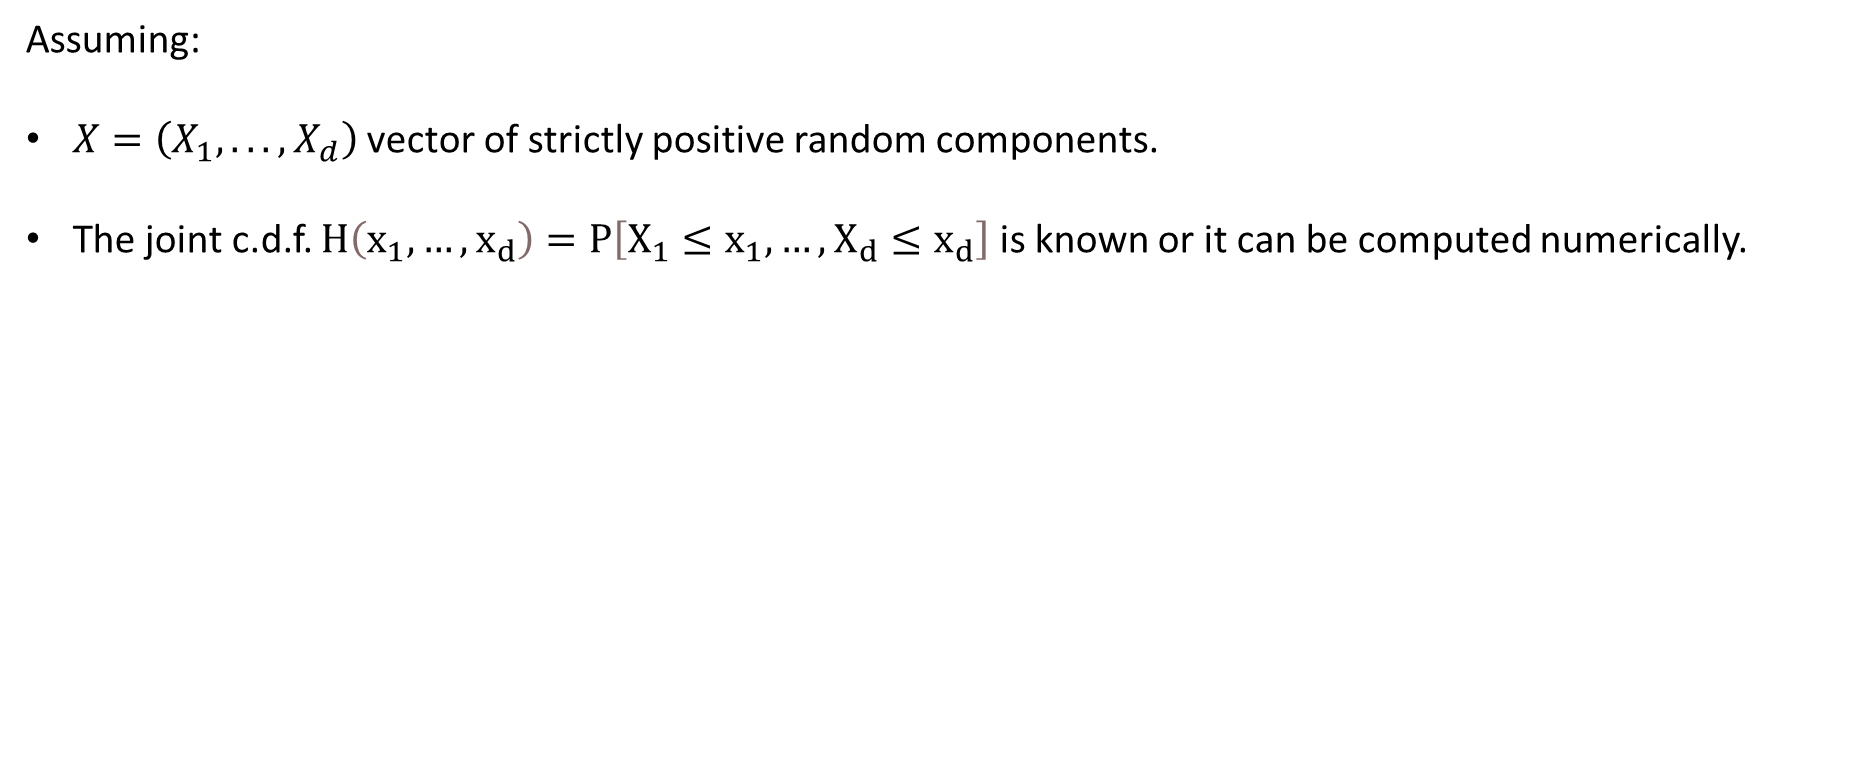 Assuming:
• X = (X₁,...,X_d) vector of strictly positive random components.
• The joint c.d.f. H(x₁, …, x_d) = P[X₁ ≤ x₁, …, X_d ≤ x_d] is known or it can be computed numerically.